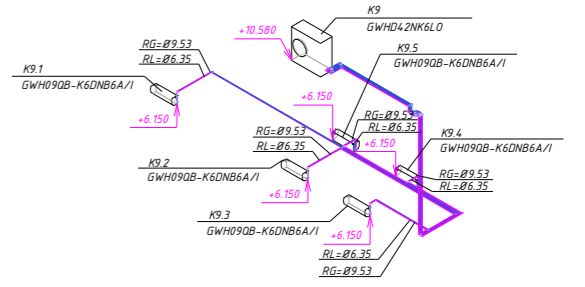 K9
GWHD42NK6LO
+10.580
K9.5
GWH09QB-K6DNB6A/I
RG=Ø9.53
RL=Ø6.35
K9.1
GWH09QB-K6DNB6A/I
+6.150
+6.150
RG=Ø9.53
RL=Ø6.35
RG=Ø9.53
RL=Ø6.35
+6.150
K9.4
GWH09QB-K6DNB6A/I
K9.2
GWH09QB-K6DNB6A/I
RG=Ø9.53
RL=Ø6.35
+6.150
K9.3
GWH09QB-K6DNB6A/I
+6.150
RL=Ø6.35
RG=Ø9.53